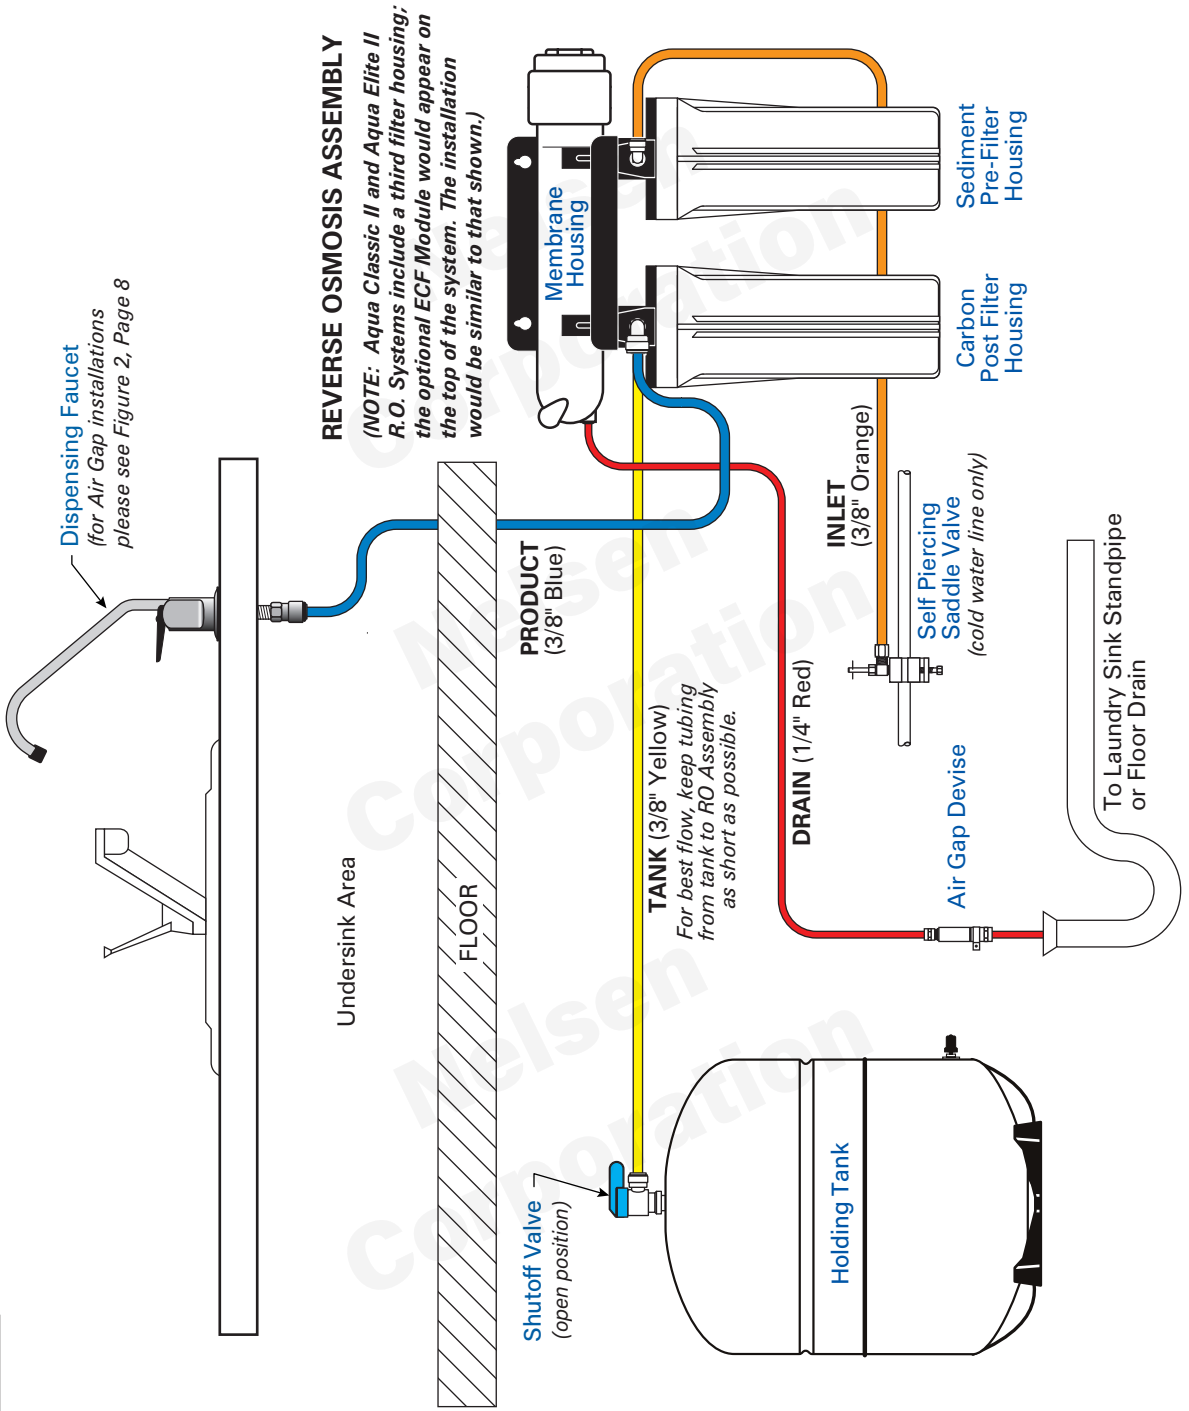 Dispensing Faucet
(for Air Gap installations
please see Figure 2, Page 8
REVERSE OSMOSIS ASSEMBLY
(NOTE: Aqua Classic II and Aqua Elite II
R.O. Systems include a third filter housing;
the optional ECF Module would appear on
the top of the system. The installation
would be similar to that shown.)
Undersink Area
FLOOR
Membrane
Housing
Sediment
Pre-Filter
Housing
Carbon
Post Filter
Housing
PRODUCT
(3/8" Blue)
INLET
(3/8" Orange)
Self Piercing
Saddle Valve
(cold water line only)
TANK (3/8" Yellow)
For best flow, keep tubing
from tank to RO Assembly
as short as possible.
DRAIN (1/4" Red)
Air Gap Devise
To Laundry Sink Standpipe
or Floor Drain
Shutoff Valve
(open position)
Holding Tank
Nelsen
Corporation
Nelsen
Corporation
Nelsen
Corporation